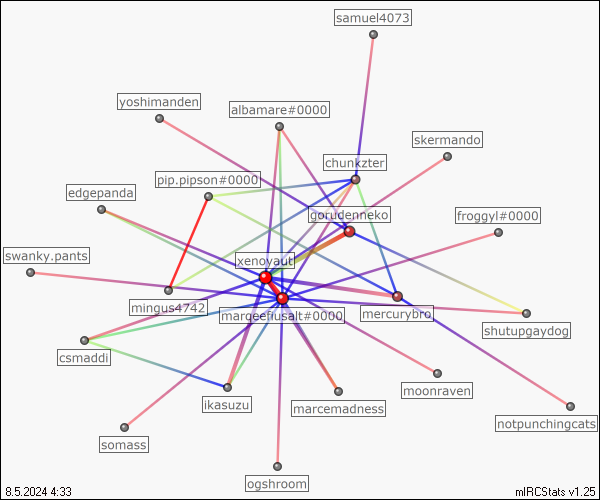 samuel4073
yoshimanden
albamare#0000
skermando
chunkzter
pip.pipson#0000
edgepanda
gorudenneko
froggyl#0000
swanky.pants
xenoyaut
mingus4742
marqeefiusalt#0000
mercurybro
shutupgaydog
csmaddi
moonraven
ikasuzu
marcemadness
notpunchingcats
somass
ogshroom
8.5.2024 4:33
mIRCStats v1.25